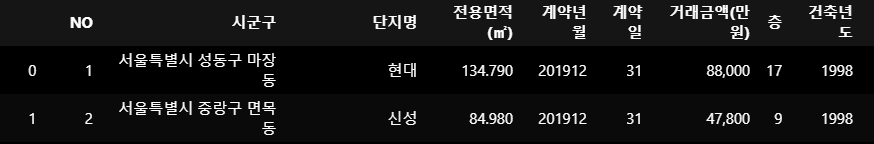 NO 시군구 단지명 전용면적(㎡) 계약년월 계약일 거래금액(만원) 층 건축년도
0 1 서울특별시 성동구 마장동 현대 134.790 201912 31 88,000 17 1998
1 2 서울특별시 중랑구 면목동 신성 84.980 201912 31 47,800 9 1998